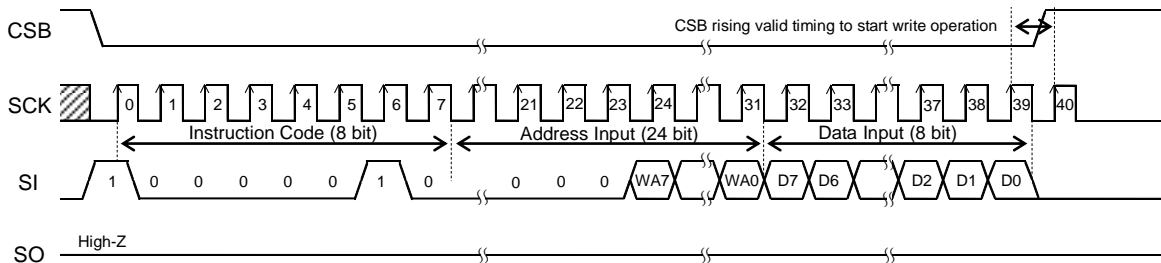 CSB
CSB rising valid timing to start write operation
SCK
0 1 2 3 4 5 6 7 21 22 23 24 31 32 33 37 38 39 40
Instruction Code (8 bit) Address Input (24 bit) Data Input (8 bit)
SI
1 0 0 0 0 0 1 0 0 0 0 WA7 WA0 D7 D6 D2 D1 D0
High-Z
SO